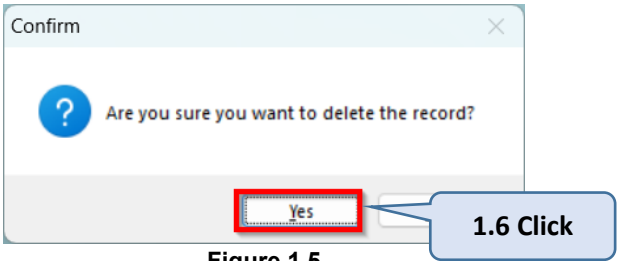 Confirm
Are you sure you want to delete the record?
Yes
1.6 Click
Figure 1.5